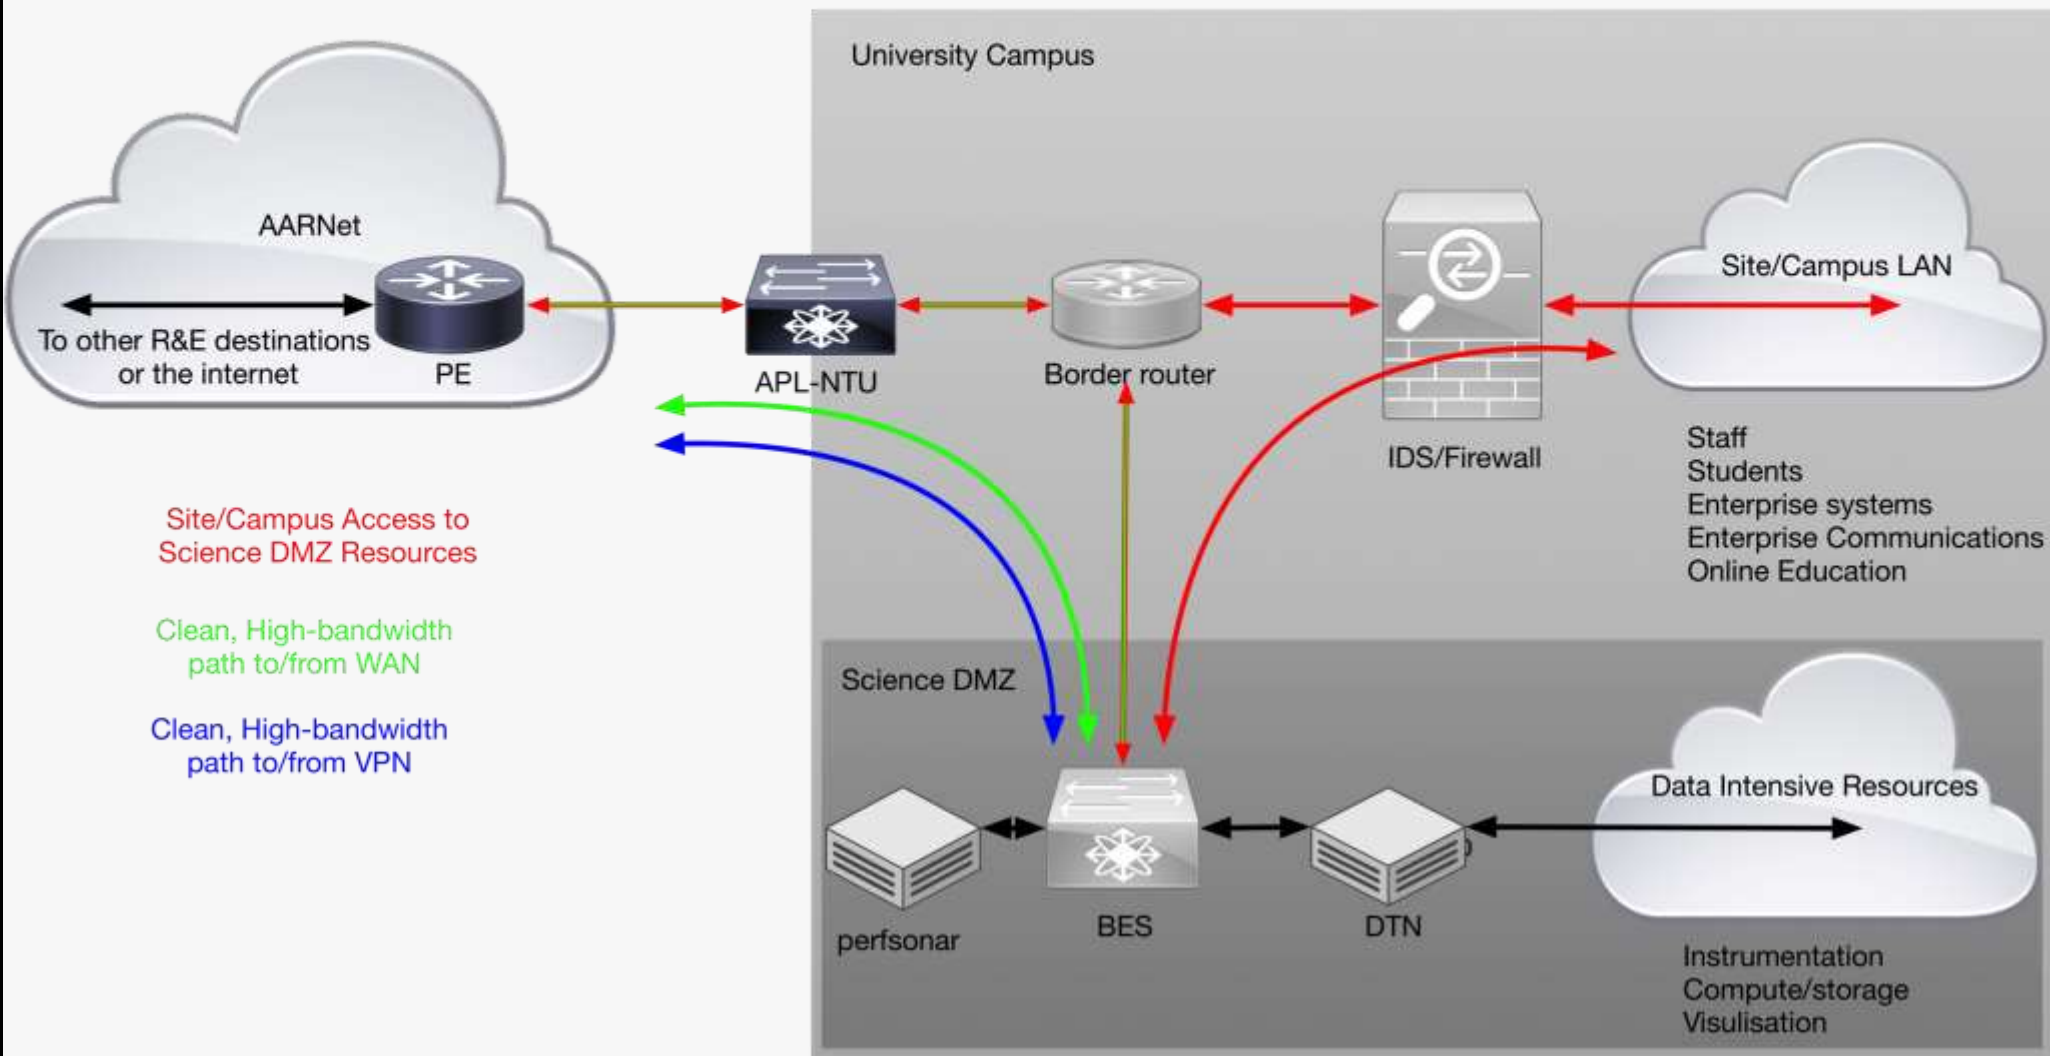 University Campus
AARNet
To other R&E destinations
or the internet
PE
APL-NTU
Border router
IDS/Firewall
Site/Campus LAN
Staff
Students
Enterprise systems
Enterprise Communications
Online Education
Site/Campus Access to
Science DMZ Resources
Clean, High-bandwidth
path to/from WAN
Clean, High-bandwidth
path to/from VPN
Science DMZ
perfsonar
BES
DTN
Data Intensive Resources
Instrumentation
Compute/storage
Visulisation